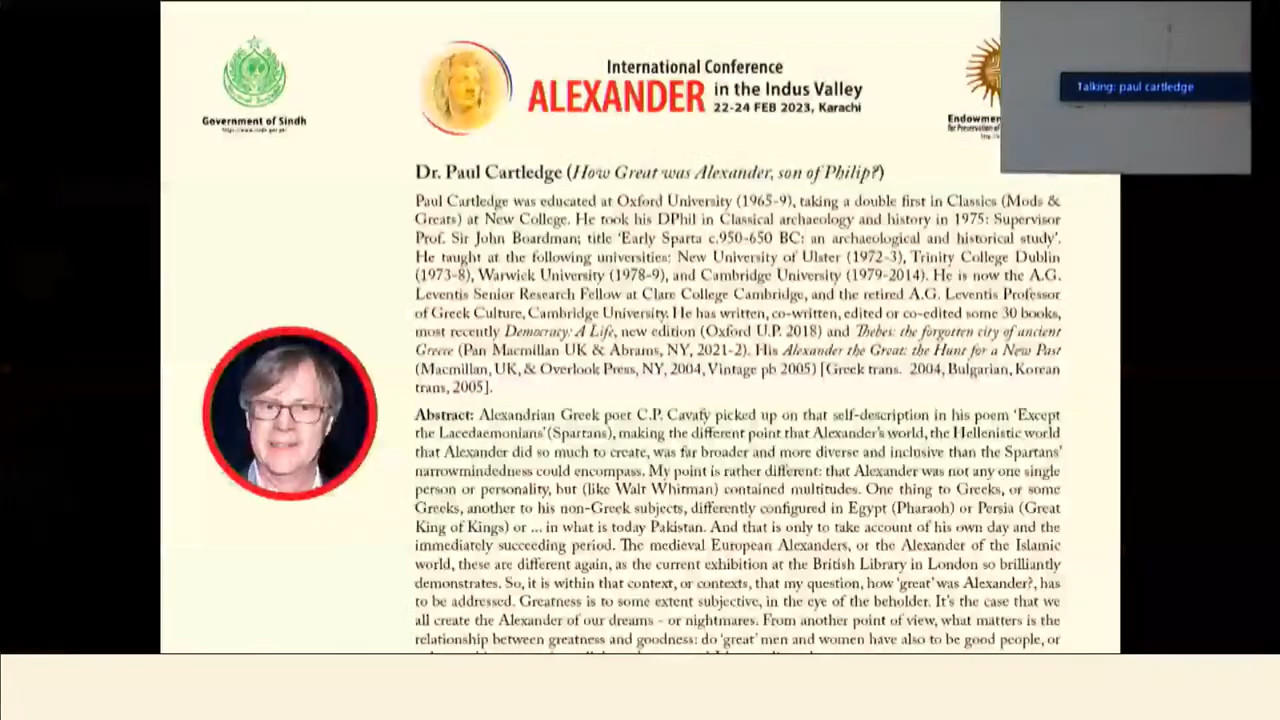 Government of Sindh
International Conference
ALEXANDER in the Indus Valley
22-24 FEB 2023, Karachi
Endowme
Talking: paul cartledge
Dr. Paul Cartledge (How Great was Alexander, son of Philip?)
Paul Cartledge was educated at Oxford University (1965-9), taking a double first in Classics (Mods &
Greats) at New College. He took his DPhil in Classical archaeology and history in 1975: Supervisor
Prof. Sir John Boardman; title 'Early Sparta c.950-650 BC: an archaeological and historical study'.
He taught at the following universities: New University of Ulster (1972-3), Trinity College Dublin
(1973-8), Warwick University (1978-9), and Cambridge University (1979-2014). He is now the A.G.
Leventis Senior Research Fellow at Clare College Cambridge, and the retired A.G. Leventis Professor
of Greek Culture, Cambridge University. He has written, co-written, edited or co-edited some 30 books,
most recently Democracy: A Life, new edition (Oxford U.P. 2018) and Thebes: the forgotten city of ancient
Greece (Pan Macmillan UK & Abrams, NY, 2021-2). His Alexander the Great: the Hunt for a New Past
(Macmillan, UK, & Overlook Press, NY, 2004, Vintage pb 2005) [Greek trans. 2004, Bulgarian, Korean
trans, 2005].
Abstract: Alexandrian Greek poet C.P. Cavafy picked up on that self-description in his poem 'Except
the Lacedaemonians'(Spartans), making the different point that Alexander's world, the Hellenistic world
that Alexander did so much to create, was far broader and more diverse and inclusive than the Spartans'
narrowmindedness could encompass. My point is rather different: that Alexander was not any one single
person or personality, but (like Walt Whitman) contained multitudes. One thing to Greeks, or some
Greeks, another to his non-Greek subjects, differently configured in Egypt (Pharaoh) or Persia (Great
King of Kings) or ... in what is today Pakistan. And that is only to take account of his own day and the
immediately succeeding period. The medieval European Alexanders, or the Alexander of the Islamic
world, these are different again, as the current exhibition at the British Library in London so brilliantly
demonstrates. So, it is within that context, or contexts, that my question, how 'great' was Alexander?, has
to be addressed. Greatness is to some extent subjective, in the eye of the beholder. It's the case that we
all create the Alexander of our dreams - or nightmares. From another point of view, what matters is the
relationship between greatness and goodness: do 'great' men and women have also to be good people, or